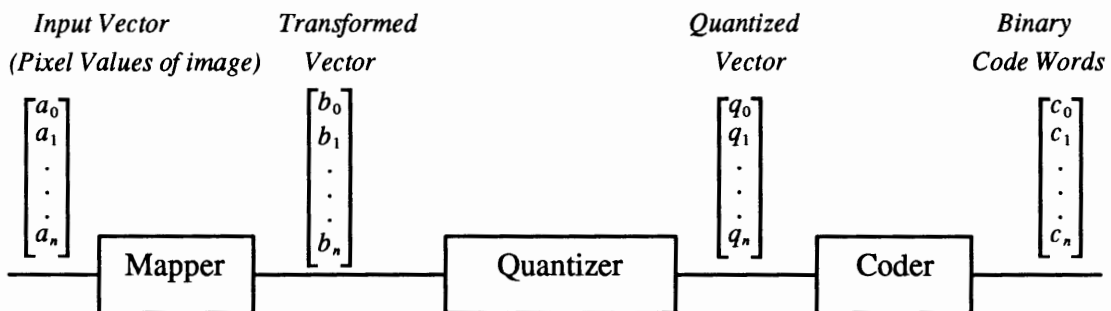 Input Vector
(Pixel Values of image)
Transformed
Vector
Quantized
Vector
Binary
Code Words
a₀
a₁
.
.
.
aₙ
b₀
b₁
.
.
.
bₙ
q₀
q₁
.
.
.
qₙ
c₀
c₁
.
.
.
cₙ
Mapper
Quantizer
Coder